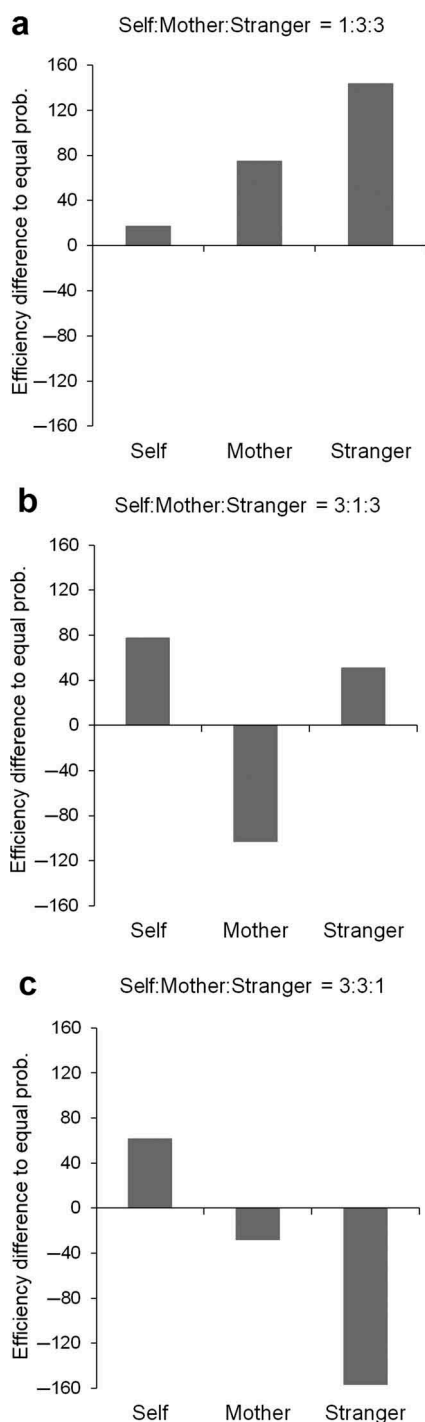 a
Self:Mother:Stranger = 1:3:3
Efficiency difference to equal prob.
160
120
80
40
0
−40
−80
−120
−160
Self Mother Stranger
b
Self:Mother:Stranger = 3:1:3
Efficiency difference to equal prob.
160
120
80
40
0
−40
−80
−120
−160
Self Mother Stranger
c
Self:Mother:Stranger = 3:3:1
Efficiency difference to equal prob.
160
120
80
40
0
−40
−80
−120
−160
Self Mother Stranger